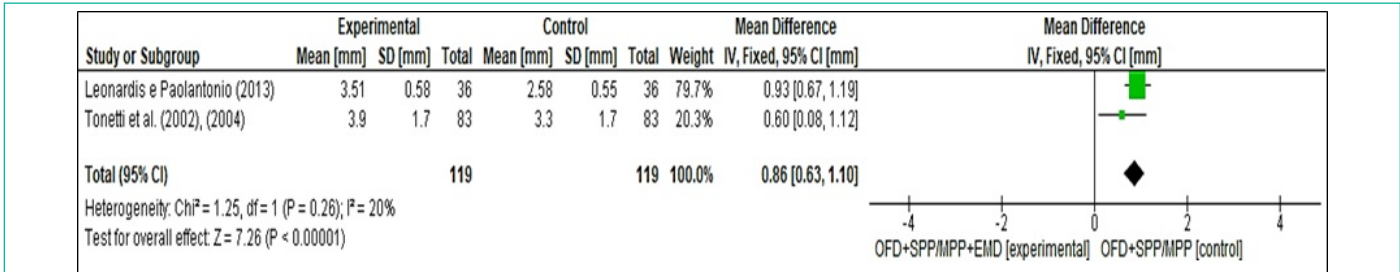 Experimental Control Mean Difference Mean Difference
Study or Subgroup Mean [mm] SD [mm] Total Mean [mm] SD [mm] Total Weight IV, Fixed, 95% CI [mm] IV, Fixed, 95% CI [mm]
Leonardis e Paolantonio (2013) 3.51 0.58 36 2.58 0.55 36 79.7% 0.93 [0.67, 1.19]
Tonetti et al. (2002), (2004) 3.9 1.7 83 3.3 1.7 83 20.3% 0.60 [0.08, 1.12]
Total (95% CI) 119 119 100.0% 0.86 [0.63, 1.10]
Heterogeneity: Chi² = 1.25, df = 1 (P = 0.26); I² = 20%
Test for overall effect: Z = 7.26 (P < 0.00001)
-4 -2 0 2 4
OFD+SPP/MPP+EMD [experimental] OFD+SPP/MPP [control]